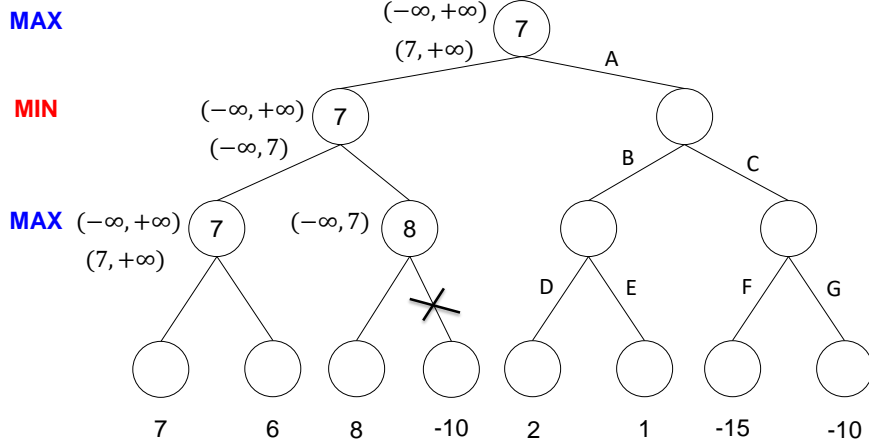 MAX (−∞, +∞) 7
(7, +∞) A
MIN (−∞, +∞) 7
(−∞, 7) B C
MAX (−∞, +∞) 7 (−∞, 7) 8
(7, +∞)
D E F G
7 6 8 -10 2 1 -15 -10